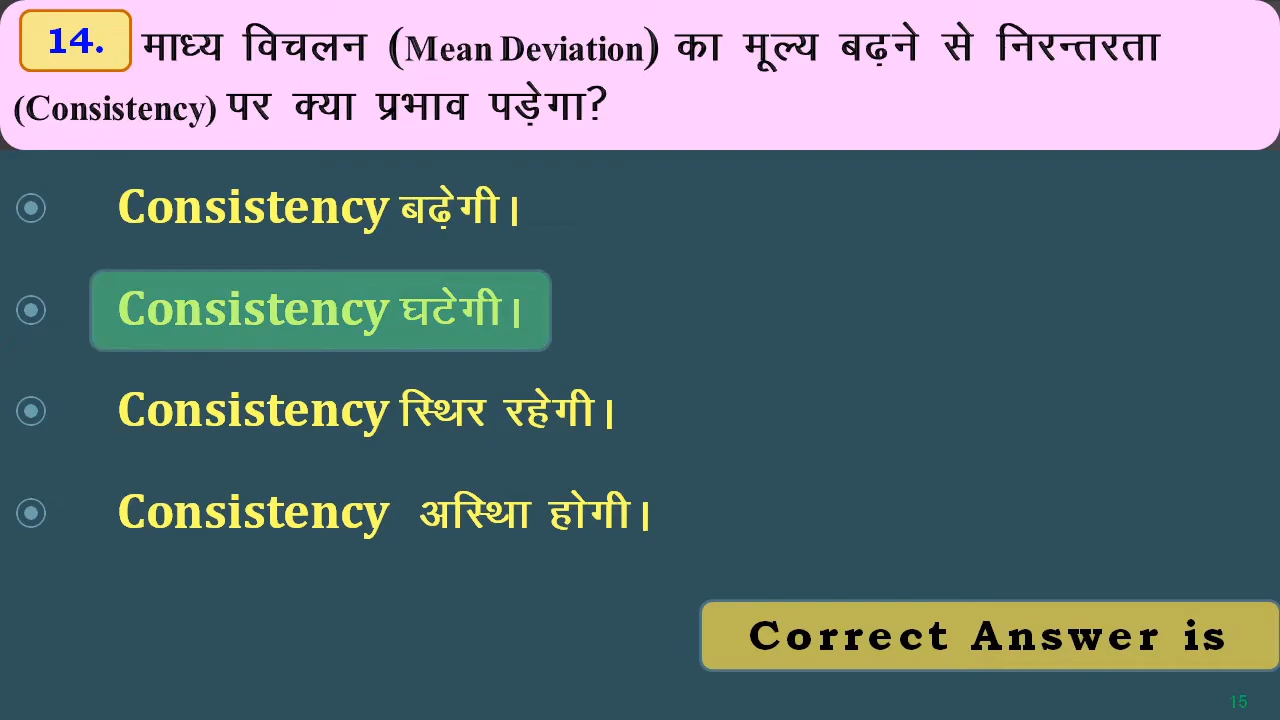 14. माध्य विचलन (Mean Deviation) का मूल्य बढ़ने से निरन्तरता
(Consistency) पर क्या प्रभाव पड़ेगा?
Consistency बढ़ेगी।
Consistency घटेगी।
Consistency स्थिर रहेगी।
Consistency अस्थिा होगी।
Correct Answer is
15